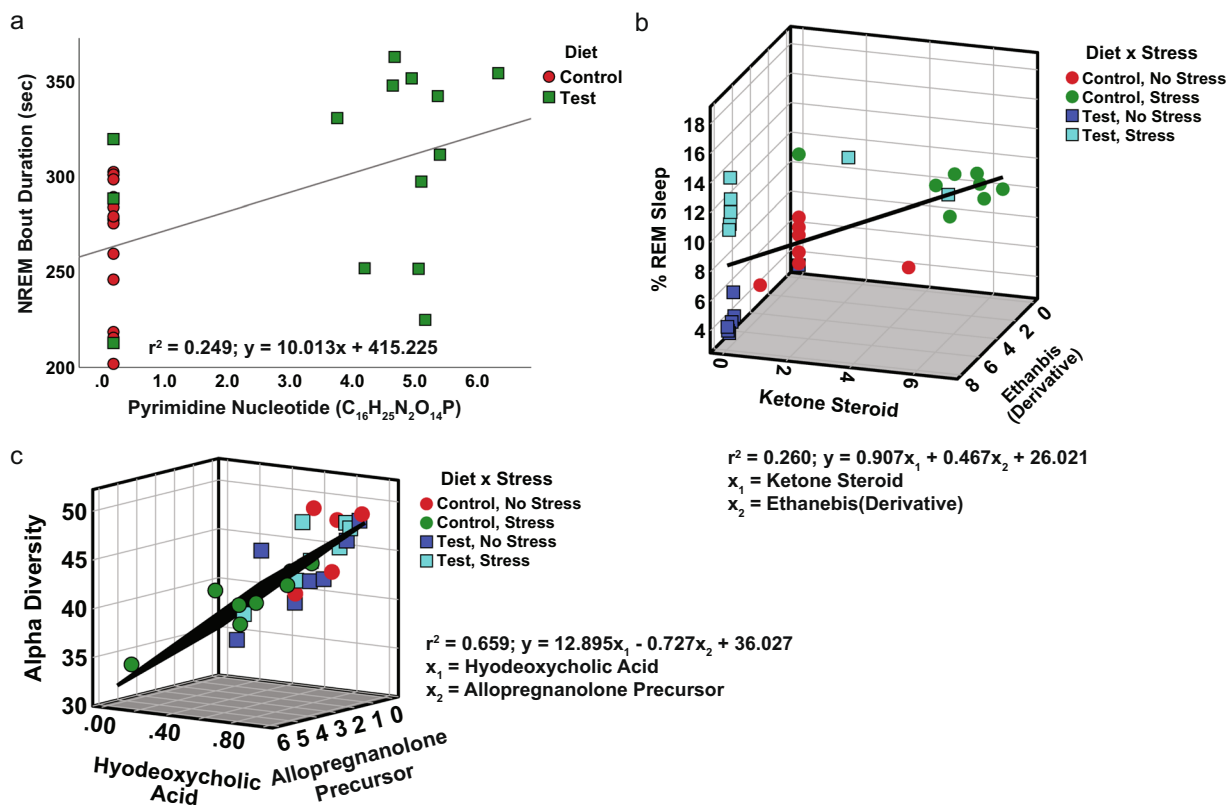 a
NREM Bout Duration (sec)
350
300
250
200
.0 1.0 2.0 3.0 4.0 5.0 6.0
Pyrimidine Nucleotide (C16H25N2O14P)
r² = 0.249; y = 10.013x + 415.225
Diet
Control
Test
b
% REM Sleep
18
16
14
12
10
8
6
4
0 2 4 6
Ketone Steroid
8 6 4 2 0
Ethanbis
(Derivative)
Diet x Stress
Control, No Stress
Control, Stress
Test, No Stress
Test, Stress
r² = 0.260; y = 0.907x1 + 0.467x2 + 26.021
x1 = Ketone Steroid
x2 = Ethanebis(Derivative)
c
Alpha Diversity
50
45
40
35
30
.00 .40 .80
Hyodeoxycholic
Acid
6 5 4 3 2 1 0
Allopregnanolone
Precursor
Diet x Stress
Control, No Stress
Control, Stress
Test, No Stress
Test, Stress
r² = 0.659; y = 12.895x1 - 0.727x2 + 36.027
x1 = Hyodeoxycholic Acid
x2 = Allopregnanolone Precursor